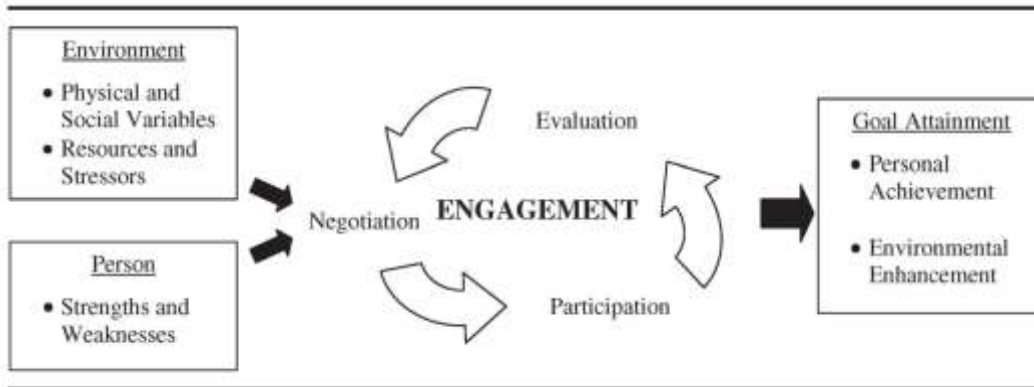 Environment
• Physical and
Social Variables
• Resources and
Stressors
Person
• Strengths and
Weaknesses
Evaluation
Negotiation
ENGAGEMENT
Participation
Goal Attainment
• Personal
Achievement
• Environmental
Enhancement